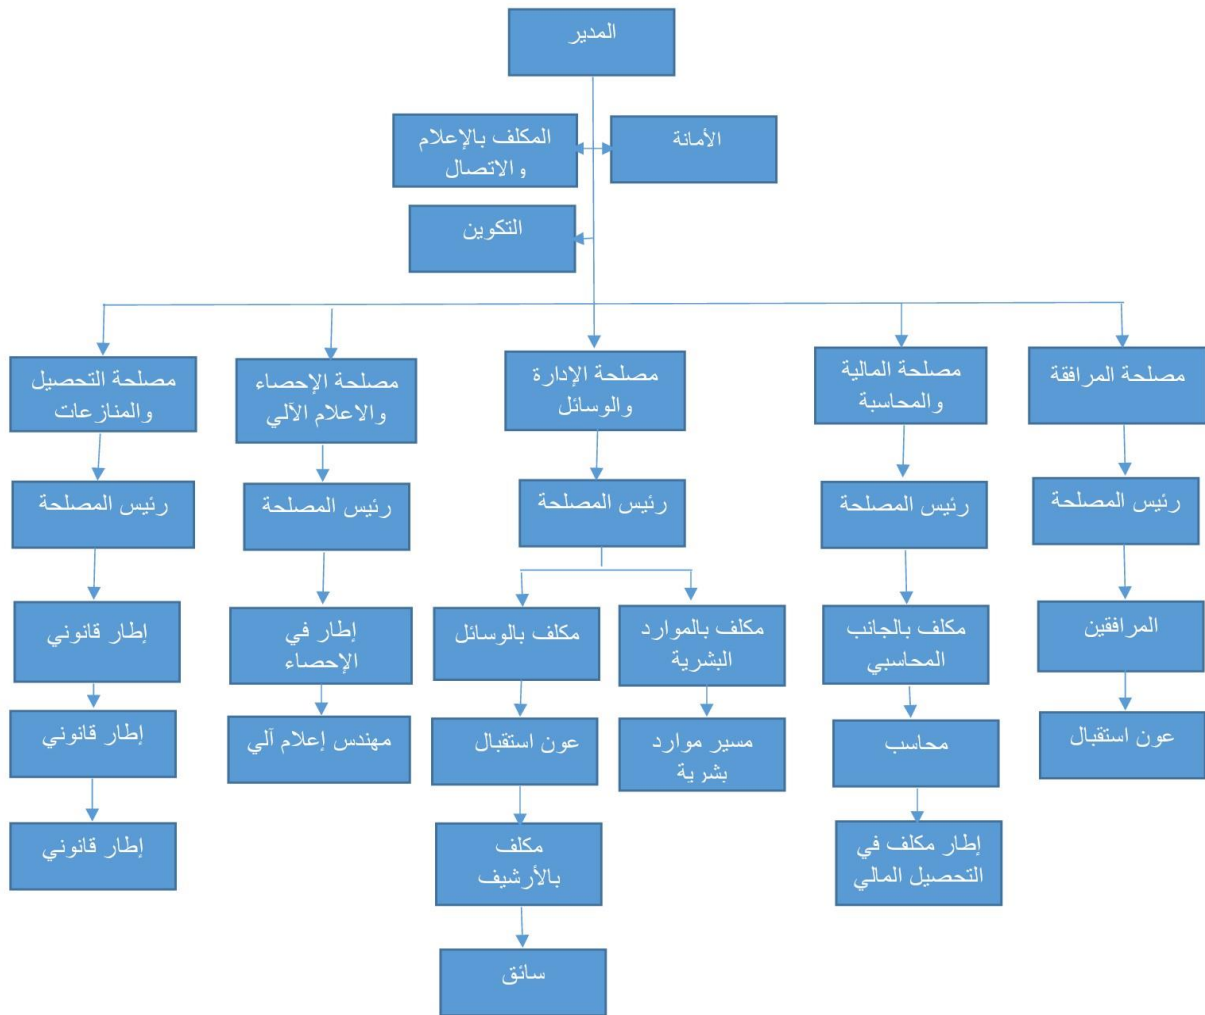 المدير
الأمانة
المكلف بالإعلام
والاتصال
التكوين
مصلحة المرافقة
مصلحة المالية
والمحاسبة
مصلحة الإدارة
والوسائل
مصلحة الإحصاء
والاعلام الآلي
مصلحة التحصيل
والمنازعات
رئيس المصلحة
رئيس المصلحة
رئيس المصلحة
رئيس المصلحة
رئيس المصلحة
المرافقين
مكلف بالجانب
المحاسبي
مكلف بالموارد
البشرية
مكلف بالوسائل
إطار في
الإحصاء
إطار قانوني
عون استقبال
محاسب
مسير موارد
بشرية
عون استقبال
مهندس إعلام آلي
إطار قانوني
إطار مكلف في
التحصيل المالي
مكلف
بالأرشيف
إطار قانوني
سائق